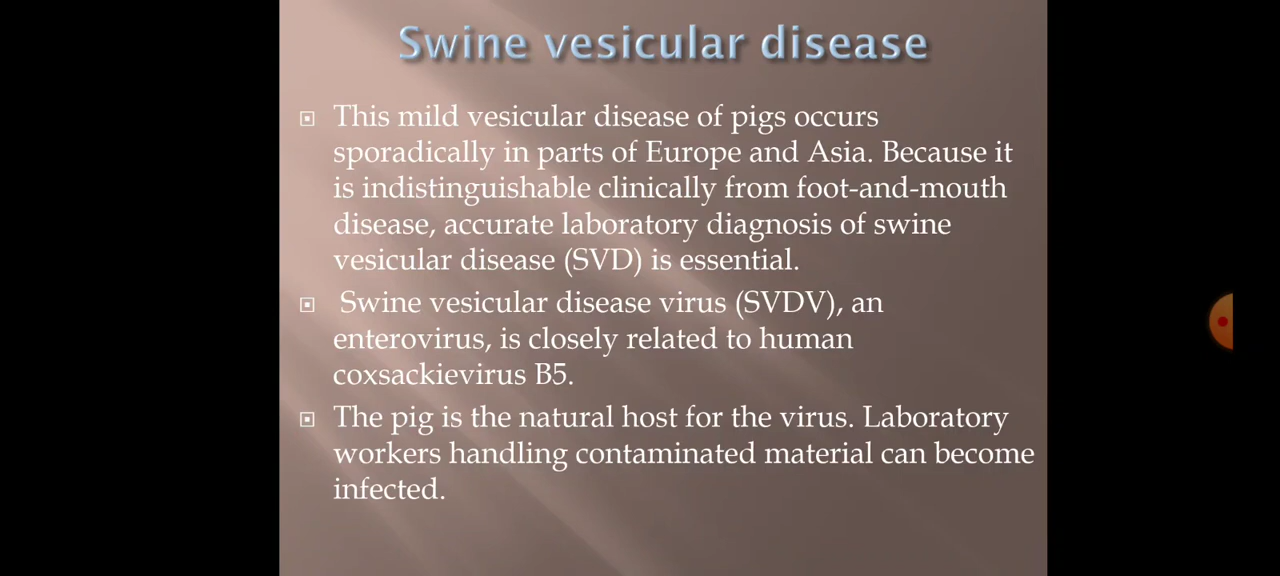 Swine vesicular disease
This mild vesicular disease of pigs occurs
sporadically in parts of Europe and Asia. Because it
is indistinguishable clinically from foot-and-mouth
disease, accurate laboratory diagnosis of swine
vesicular disease (SVD) is essential.
Swine vesicular disease virus (SVDV), an
enterovirus, is closely related to human
coxsackievirus B5.
The pig is the natural host for the virus. Laboratory
workers handling contaminated material can become
infected.